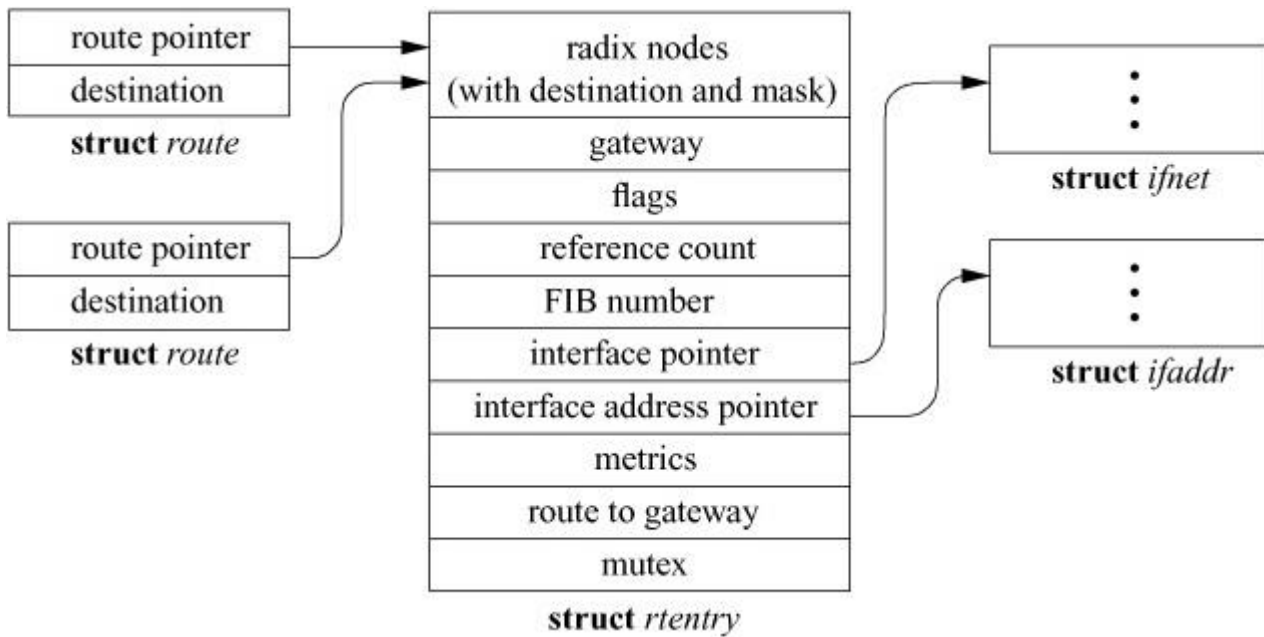 route pointer
destination
struct route
route pointer
destination
struct route
radix nodes
(with destination and mask)
gateway
flags
reference count
FIB number
interface pointer
interface address pointer
metrics
route to gateway
mutex
struct rtentry
struct ifnet
struct ifaddr